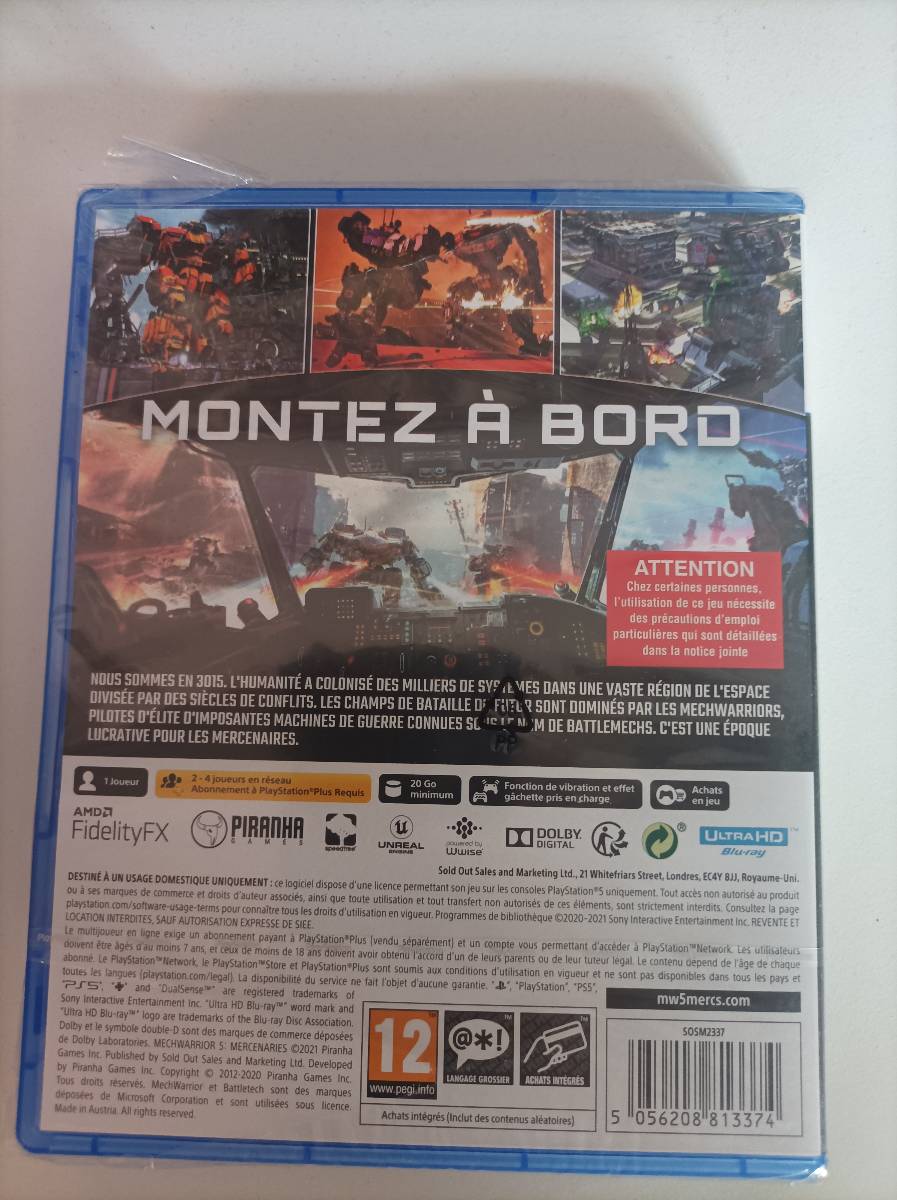 MONTEZ À BORD
ATTENTION
Chez certaines personnes,
l'utilisation de ce jeu nécessite
des précautions d'emploi
particulières qui sont détaillées
dans la notice jointe
NOUS SOMMES EN 3015. L'HUMANITÉ A COLONISÉ DES MILLIERS DE SYSTÈMES DANS UNE VASTE RÉGION DE L'ESPACE
DIVISÉE PAR DES SIÈCLES DE CONFLITS. LES CHAMPS DE BATAILLE DU FUTUR SONT DOMINÉS PAR LES MECHWARRIORS,
PILOTES D'ÉLITE D'IMPOSANTES MACHINES DE GUERRE CONNUES SOUS LE NOM DE BATTLEMECHS. C'EST UNE ÉPOQUE
LUCRATIVE POUR LES MERCENAIRES.
PP
1 Joueur
2 - 4 joueurs en réseau
Abonnement à PlayStation®Plus Requis
20 Go
minimum
Fonction de vibration et effet
gâchette pris en charge
Achats
en jeu
AMD
FidelityFX
PIRANHA
GAMES
speedtree
UNREAL
ENGINE
powered by
Wwise
DOLBY
DIGITAL
®
ULTRA HD
Blu-ray™
Sold Out Sales and Marketing Ltd., 21 Whitefriars Street, Londres, EC4Y 8JJ, Royaume-Uni.
DESTINÉ À UN USAGE DOMESTIQUE UNIQUEMENT : ce logiciel dispose d'une licence permettant son jeu sur les consoles PlayStation®5 uniquement. Tout accès non autorisé au produit
ou à ses marques de commerce et droits d'auteur associés, ainsi que toute utilisation et tout transfert non autorisés de ces éléments, sont strictement interdits. Consultez la page
playstation.com/software-usage-terms pour connaître tous les droits d'utilisation en vigueur. Programmes de bibliothèque ©2020-2021 Sony Interactive Entertainment Inc. REVENTE ET
LOCATION INTERDITES, SAUF AUTORISATION EXPRESSE DE SIEE.
Le multijoueur en ligne exige un abonnement payant à PlayStation®Plus (vendu séparément) et un compte vous permettant d'accéder à PlayStation™Network. Les utilisateurs
doivent être âgés d'au moins 7 ans, et ceux de moins de 18 ans doivent avoir obtenu l'accord d'un de leurs parents ou de leur tuteur légal. Le contenu dépend de l'âge de chaque
abonné. Le PlayStation™Network, le PlayStation™Store et PlayStation®Plus sont soumis aux conditions d'utilisation en vigueur et ne sont pas disponibles dans tous les pays et
toutes les langues (playstation.com/legal). La disponibilité du service ne fait l'objet d'aucune garantie. "", "PlayStation", "PS5",
"PS5", "" and "DualSense™" are registered trademarks of
Sony Interactive Entertainment Inc. "Ultra HD Blu-ray™" word mark and
"Ultra HD Blu-ray™" logo are trademarks of the Blu-ray Disc Association.
Dolby et le symbole double-D sont des marques de commerce déposées
de Dolby Laboratories. MECHWARRIOR 5: MERCENARIES ©2021 Piranha
Games Inc. Published by Sold Out Sales and Marketing Ltd. Developed
by Piranha Games Inc. Copyright © 2012-2020 Piranha Games Inc.
Tous droits réservés. MechWarrior et Battletech sont des marques
déposées de Microsoft Corporation et sont utilisées sous licence.
Made in Austria. All rights reserved.
12
www.pegi.info
@*!
LANGAGE GROSSIER
ACHATS INTÉGRÉS
Achats intégrés (Inclut des contenus aléatoires)
mw5mercs.com
SOSM2337
5 056208 813374